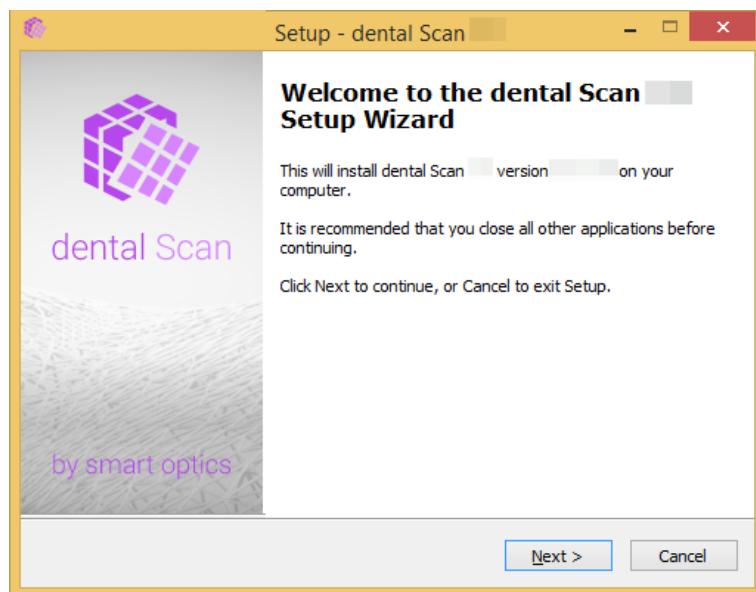 Setup - dental Scan
Welcome to the dental Scan
Setup Wizard
This will install dental Scan version on your
computer.
It is recommended that you close all other applications before
continuing.
Click Next to continue, or Cancel to exit Setup.
dental Scan
by smart optics
Next >
Cancel